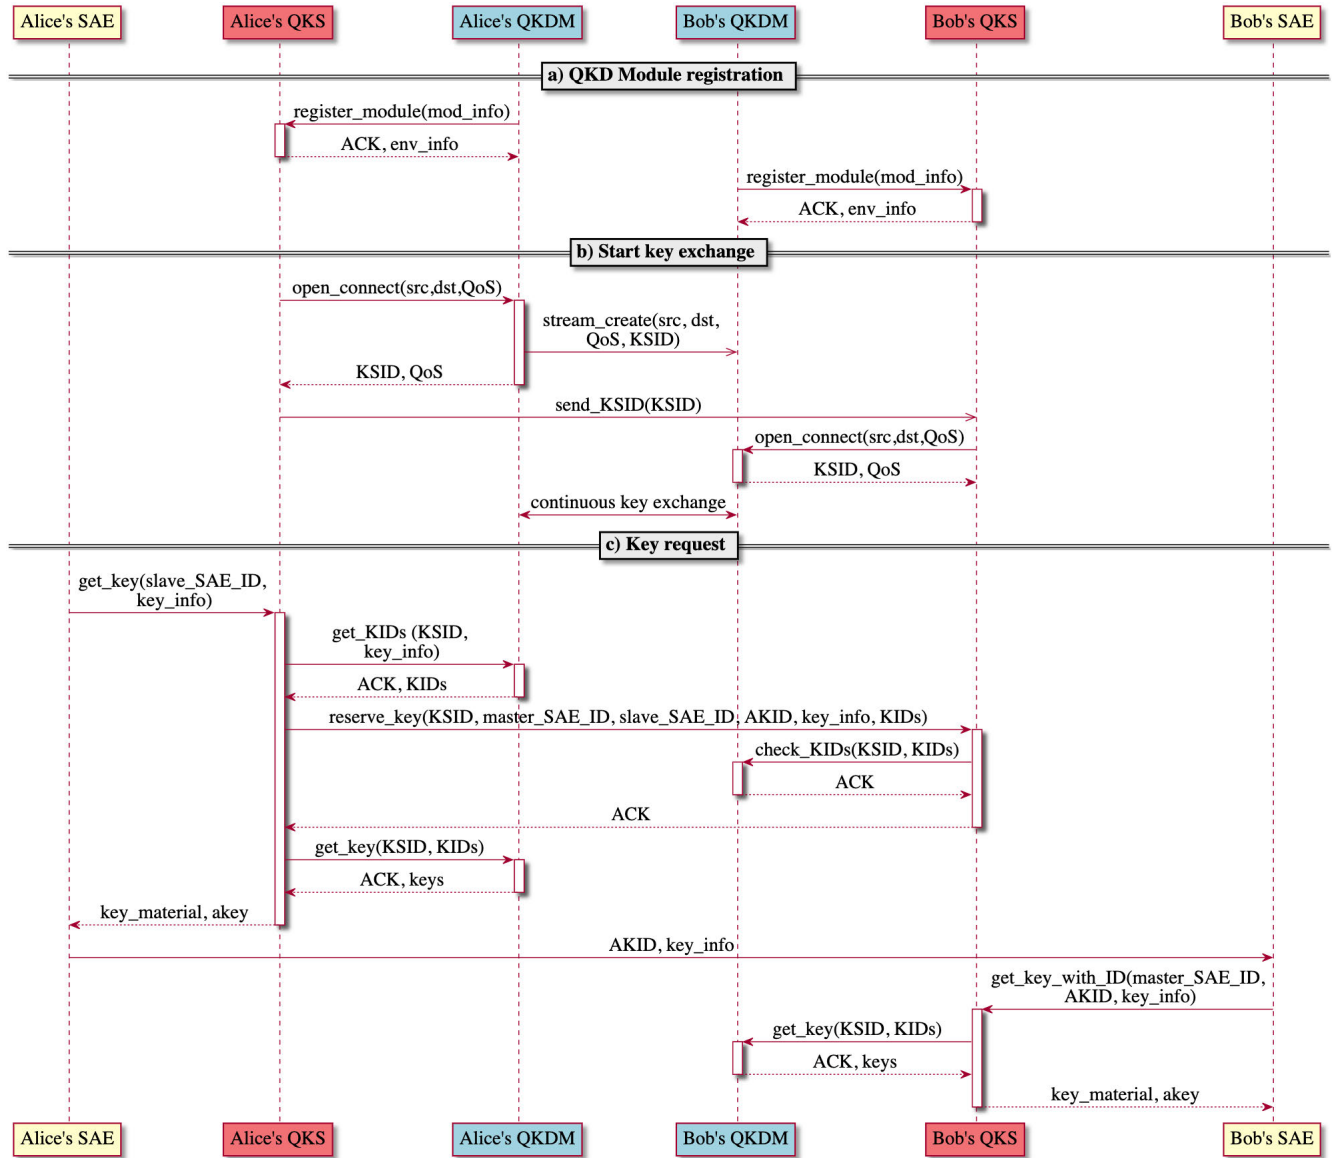 Alice's SAE
Alice's QKS
Alice's QKDM
Bob's QKDM
Bob's QKS
Bob's SAE
a) QKD Module registration
register_module(mod_info)
ACK, env_info
register_module(mod_info)
ACK, env_info
b) Start key exchange
open_connect(src,dst,QoS)
stream_create(src, dst,
QoS, KSID)
KSID, QoS
send_KSID(KSID)
open_connect(src,dst,QoS)
KSID, QoS
continuous key exchange
c) Key request
get_key(slave_SAE_ID,
key_info)
get_KIDs (KSID,
key_info)
ACK, KIDs
reserve_key(KSID, master_SAE_ID, slave_SAE_ID, AKID, key_info, KIDs)
check_KIDs(KSID, KIDs)
ACK
ACK
get_key(KSID, KIDs)
ACK, keys
key_material, akey
AKID, key_info
get_key_with_ID(master_SAE_ID,
AKID, key_info)
get_key(KSID, KIDs)
ACK, keys
key_material, akey
Alice's SAE
Alice's QKS
Alice's QKDM
Bob's QKDM
Bob's QKS
Bob's SAE